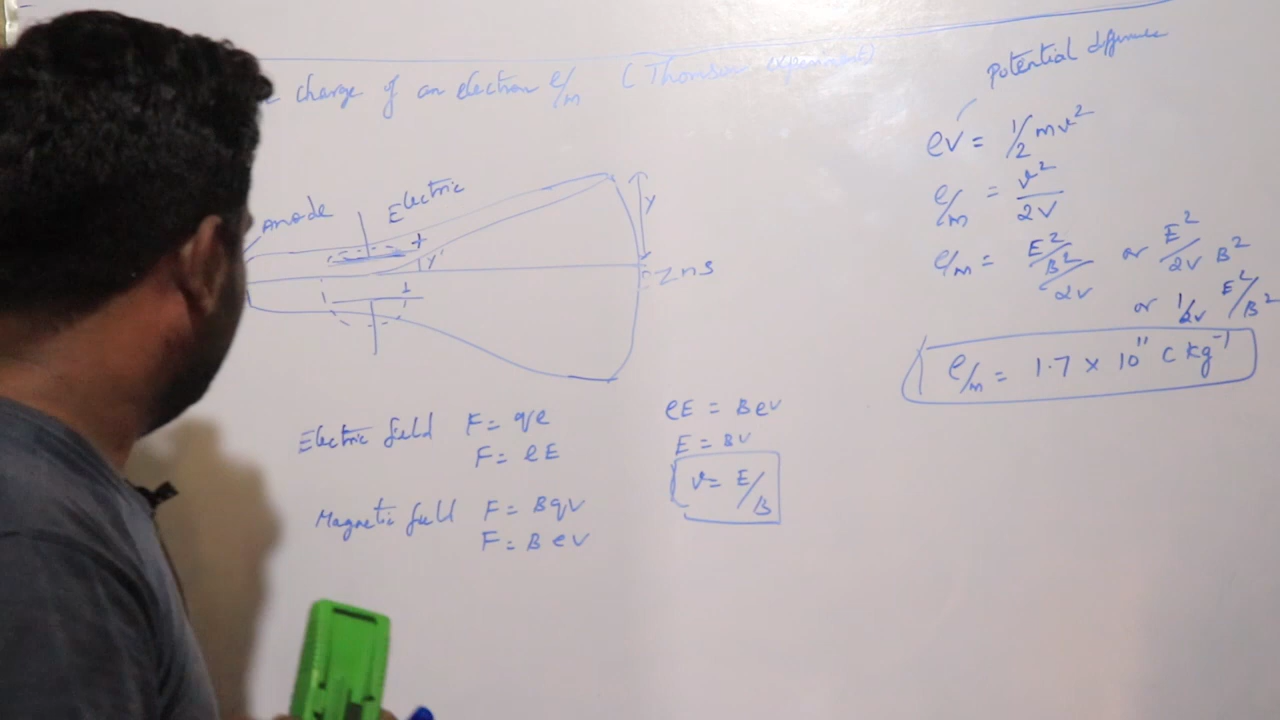 charge of an electron e/m (Thomson experiment)
Anode
Electric
+
Y
Y
ZnS
Electric field F = qe
F = eE
Magnetic field F = Bqv
F = Bev
eE = Bev
E = Bv
v = E/B
Potential difference
eV = 1/2 mv²
e/m = v²/2V
e/m = E²/B²/2V or E²/2V B²
or 1/2V E²/B²
e/m = 1.7 × 10¹¹ C kg⁻¹